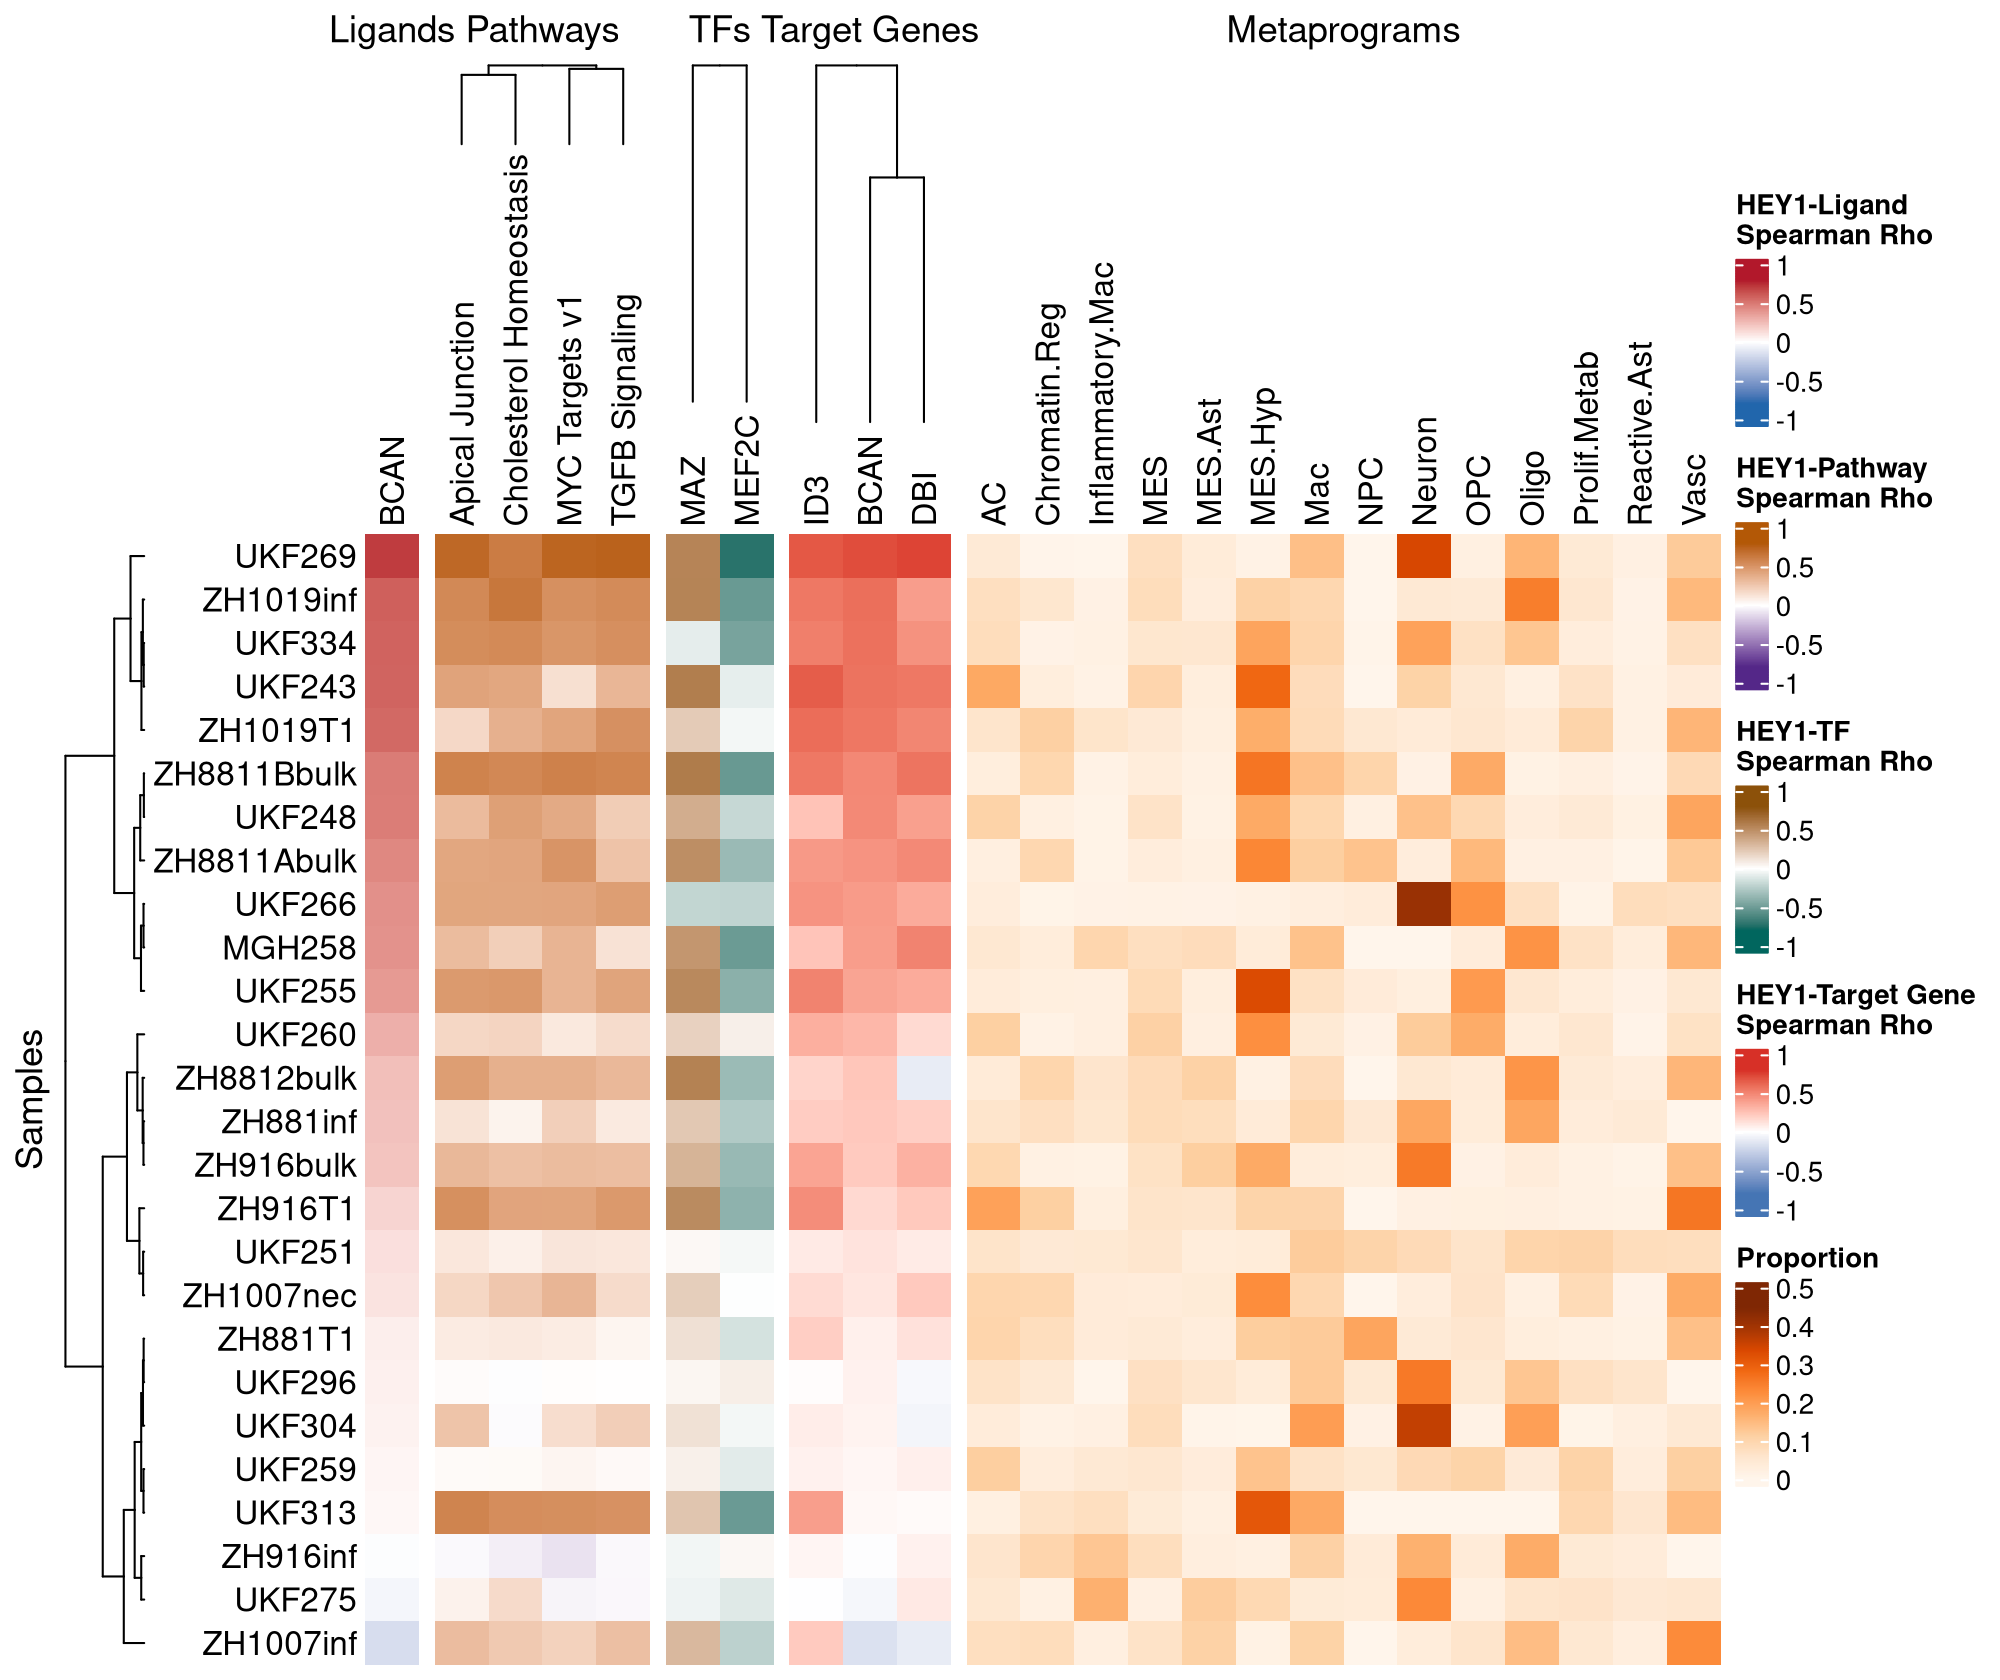 Ligands Pathways
TFs Target Genes
Metaprograms
BCAN
Apical Junction
Cholesterol Homeostasis
MYC Targets v1
TGFB Signaling
MAZ
MEF2C
ID3
BCAN
DBI
AC
Chromatin.Reg
Inflammatory.Mac
MES
MES.Ast
MES.Hyp
Mac
NPC
Neuron
OPC
Oligo
Prolif.Metab
Reactive.Ast
Vasc
Samples
UKF269
ZH1019inf
UKF334
UKF243
ZH1019T1
ZH8811Bbulk
UKF248
ZH8811Abulk
UKF266
MGH258
UKF255
UKF260
ZH8812bulk
ZH881inf
ZH916bulk
ZH916T1
UKF251
ZH1007nec
ZH881T1
UKF296
UKF304
UKF259
UKF313
ZH916inf
UKF275
ZH1007inf
HEY1-Ligand
Spearman Rho
1
0.5
0
-0.5
-1
HEY1-Pathway
Spearman Rho
1
0.5
0
-0.5
-1
HEY1-TF
Spearman Rho
1
0.5
0
-0.5
-1
HEY1-Target Gene
Spearman Rho
1
0.5
0
-0.5
-1
Proportion
0.5
0.4
0.3
0.2
0.1
0